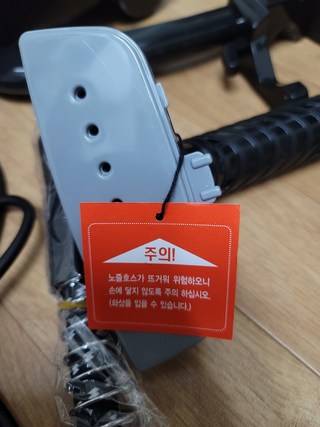 주의!
노즐호스가 뜨거워 위험하오니
손에 닿지 않도록 주의 하십시오.
(화상을 입을 수 있습니다.)